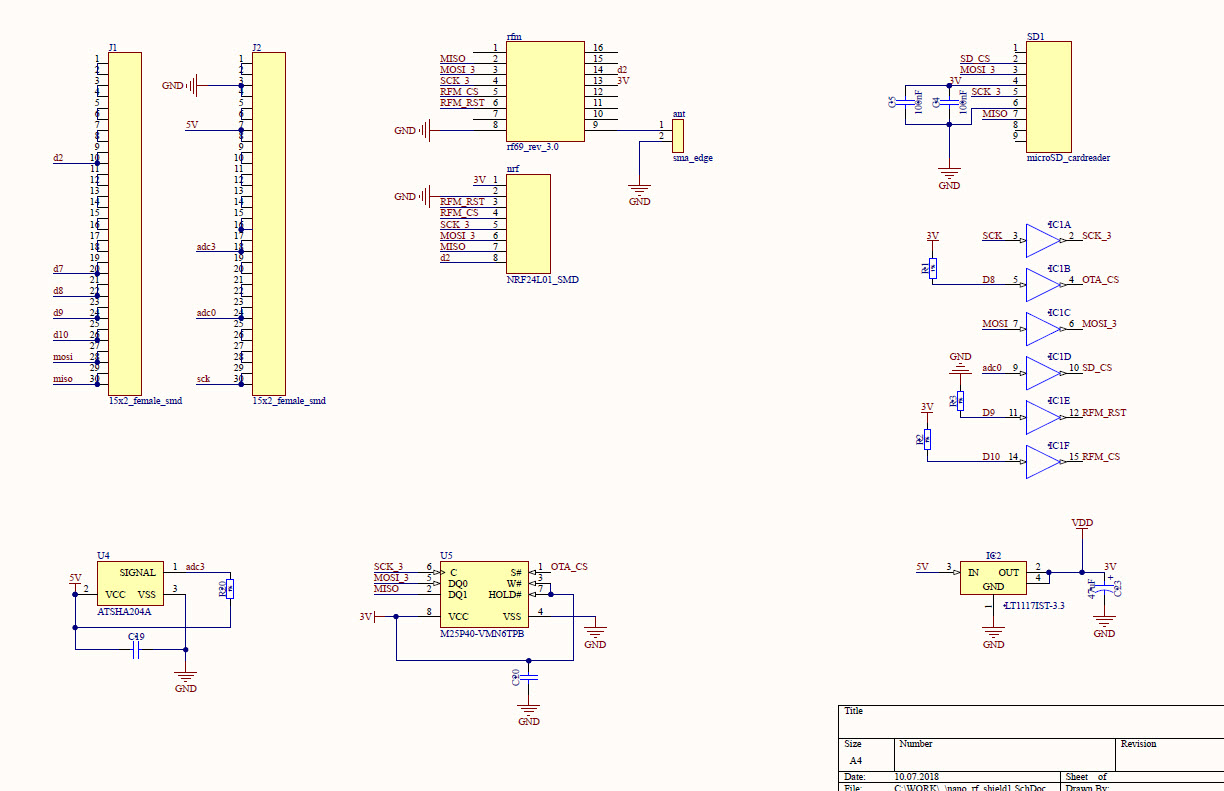 J1
1
2
3
4
5
6
7
8
9
d2 10
11
12
13
14
15
16
17
18
19
d7 20
21
d8 22
23
d9 24
25
d10 26
27
mosi 28
29
miso 30
15x2_female_smd
J2
1
2
3
GND 4
5
6
5V 7
8
9
10
11
12
13
14
15
16
17
adc3 18
19
20
21
22
23
adc0 24
25
26
27
28
29
sck 30
15x2_female_smd
rfm
1 16
MISO 2 15
MOSI_3 3 14 d2
SCK_3 4 13 3V
RFM_CS 5 12
RFM_RST 6 11
7 10
GND 8 9
rf69_rev_3.0
ant
1
2
sma_edge
GND
nrf
3V 1
GND 2
RFM_RST 3
RFM_CS 4
SCK_3 5
MOSI_3 6
MISO 7
d2 8
NRF24L01_SMD
SD1
1
SD_CS 2
MOSI_3 3
3V 4
SCK_3 5
6
MISO 7
8
9
microSD_cardreader
C5 100nF
C4 100nF
GND
IC1A
SCK 3 2 SCK_3
3V
R1
IC1B
D8 5 4 OTA_CS
IC1C
MOSI 7 6 MOSI_3
IC1D
GND
adc0 9 10 SD_CS
R3
IC1E
D9 11 12 RFM_RST
3V
R2
IC1F
D10 14 15 RFM_CS
U4
SIGNAL 1 adc3
5V
2 VCC VSS 3
ATSHA204A
R30
C19
GND
U5
SCK_3 6 C S# 1 OTA_CS
MOSI_3 5 DQ0 W# 3
MISO 2 DQ1 HOLD# 7
3V 8 VCC VSS 4
M25P40-VMN6TPB
GND
C20
GND
VDD
IC2
5V 3 IN OUT 2
4
GND
1
LT1117IST-3.3
GND
3V
+
47uF
C23
GND
Title
Size
A4
Number
Revision
Date: 10.07.2018 Sheet of
File: C:\WORK\..\nano_rf_shield1.SchDoc Drawn By: